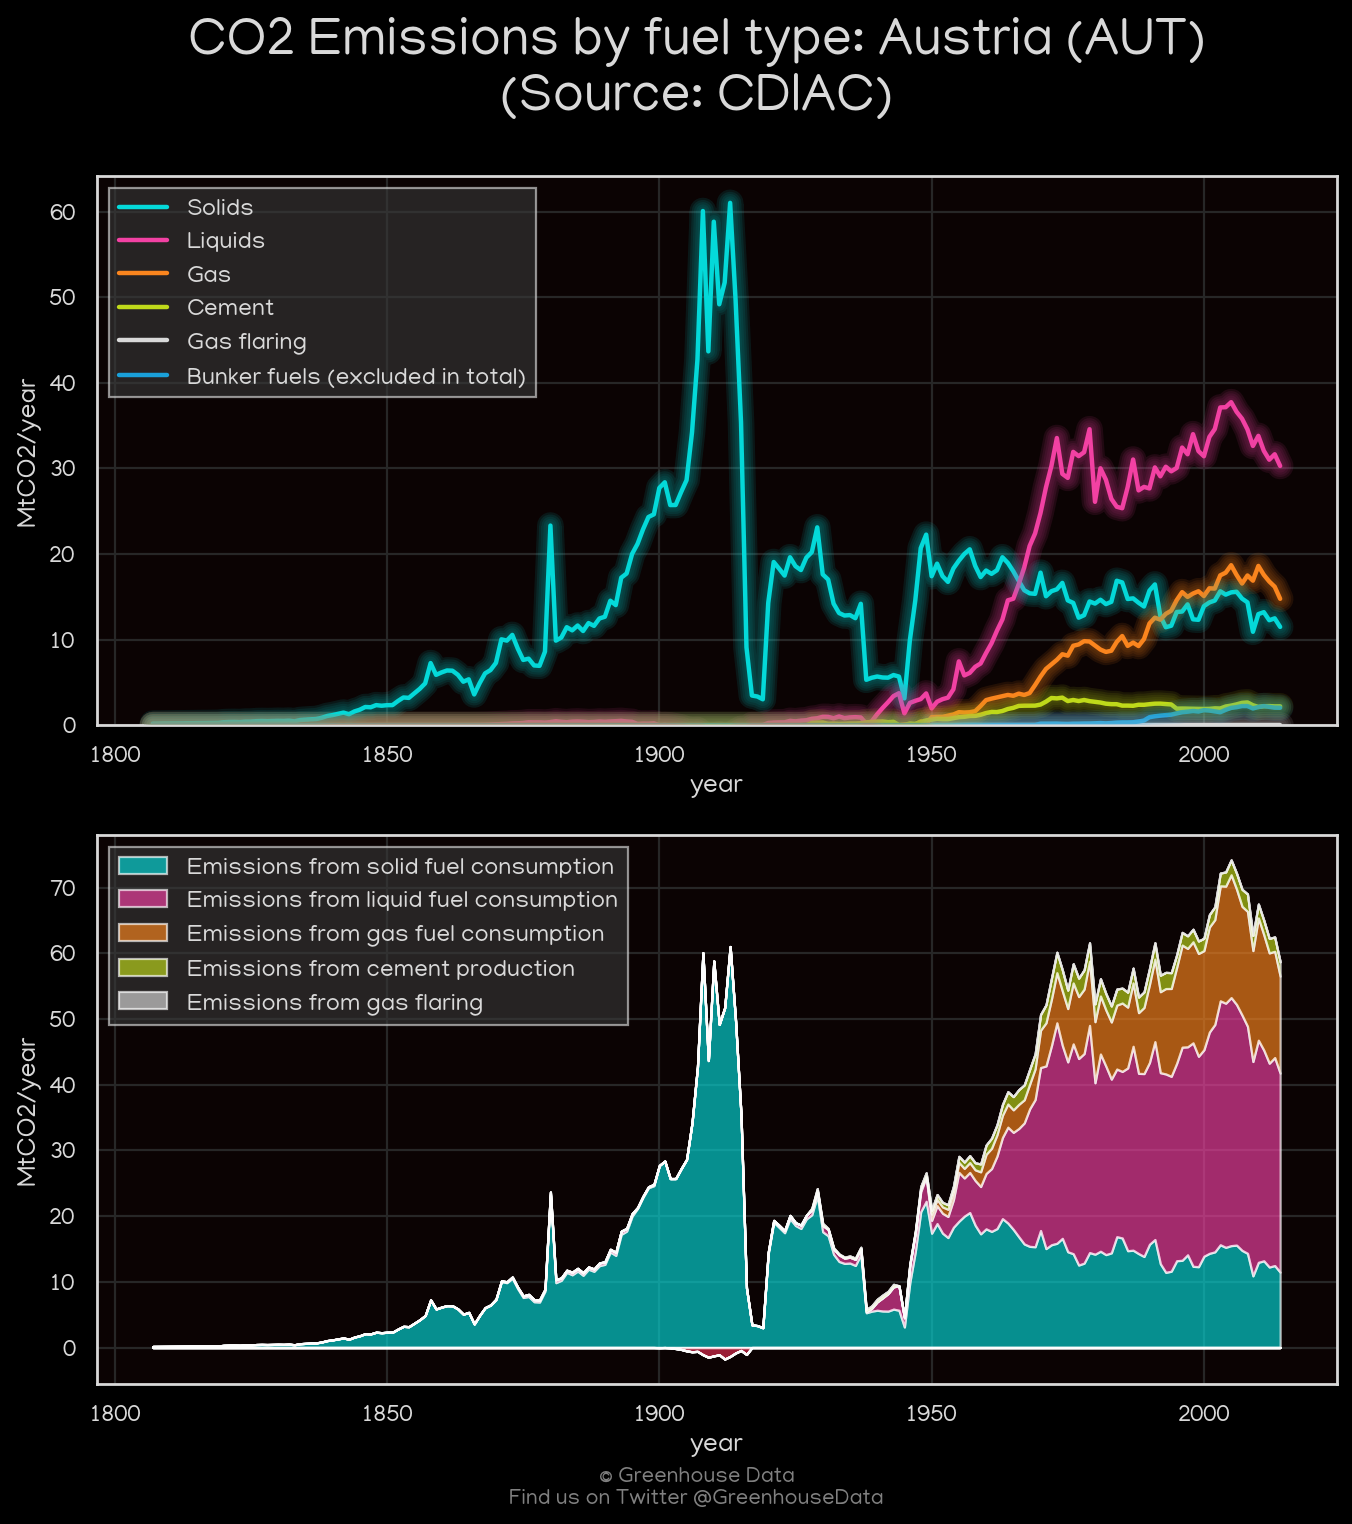 CO2 Emissions by fuel type: Austria (AUT)
(Source: CDIAC)
Solids
Liquids
Gas
Cement
Gas flaring
Bunker fuels (excluded in total)
MtCO2/year
60
50
40
30
20
10
0
1800 1850 1900 1950 2000
year
Emissions from solid fuel consumption
Emissions from liquid fuel consumption
Emissions from gas fuel consumption
Emissions from cement production
Emissions from gas flaring
MtCO2/year
70
60
50
40
30
20
10
0
1800 1850 1900 1950 2000
year
© Greenhouse Data
Find us on Twitter @GreenhouseData